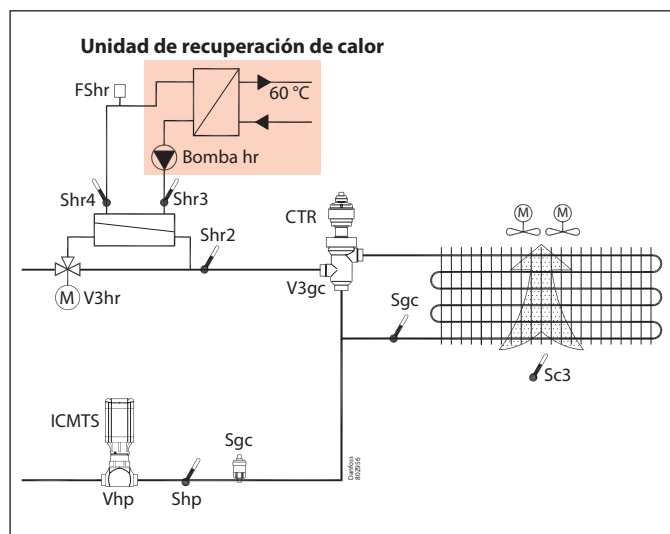 Unidad de recuperación de calor
FShr
60 °C
Bomba hr
Shr4
Shr3
CTR
M
M
Shr2
M
V3hr
V3gc
Sgc
Sc3
ICMTS
Sgc
Vhp
Shp
Danfoss
802956